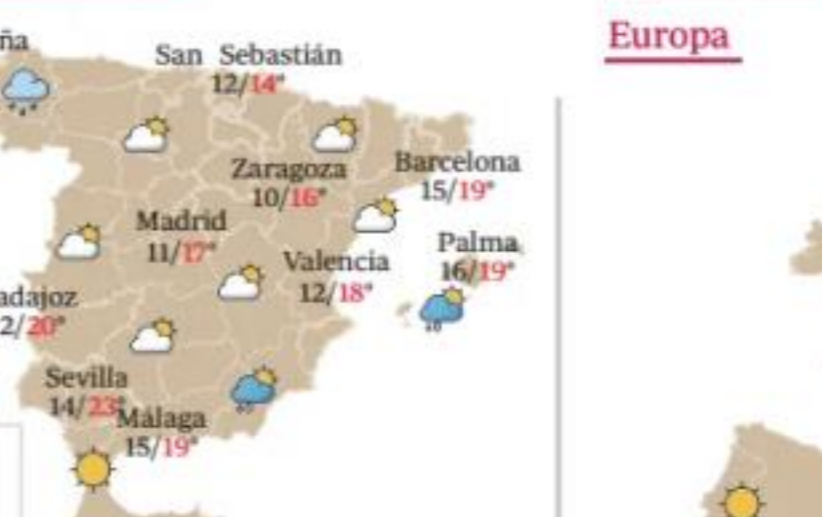 ña
San Sebastián
12/14°
Zaragoza
10/16°
Barcelona
15/19°
Madrid
11/17°
Valencia
12/18°
Palma
16/19°
adajoz
2/20°
Sevilla
14/23°
Málaga
15/19°
Europa